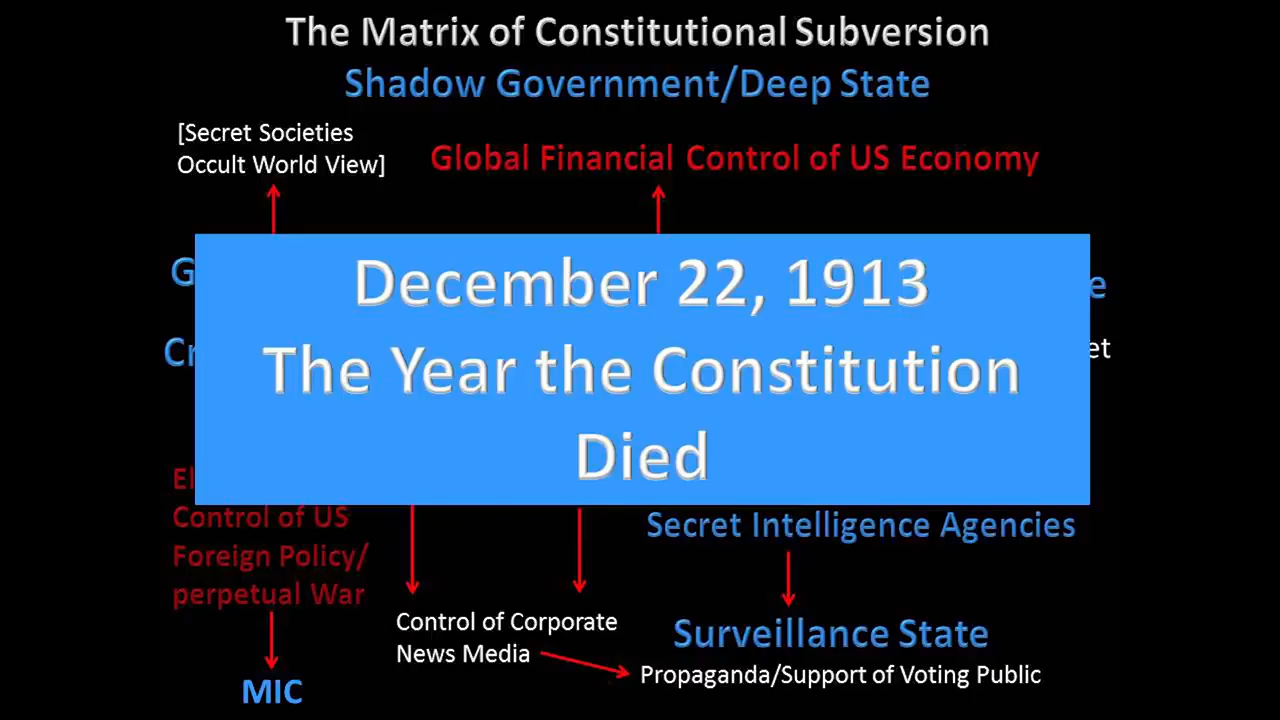 The Matrix of Constitutional Subversion
Shadow Government/Deep State
[Secret Societies
Occult World View]
Global Financial Control of US Economy
December 22, 1913
The Year the Constitution
Died
Control of US
Foreign Policy/
perpetual War
MIC
Control of Corporate
News Media
Secret Intelligence Agencies
Surveillance State
Propaganda/Support of Voting Public